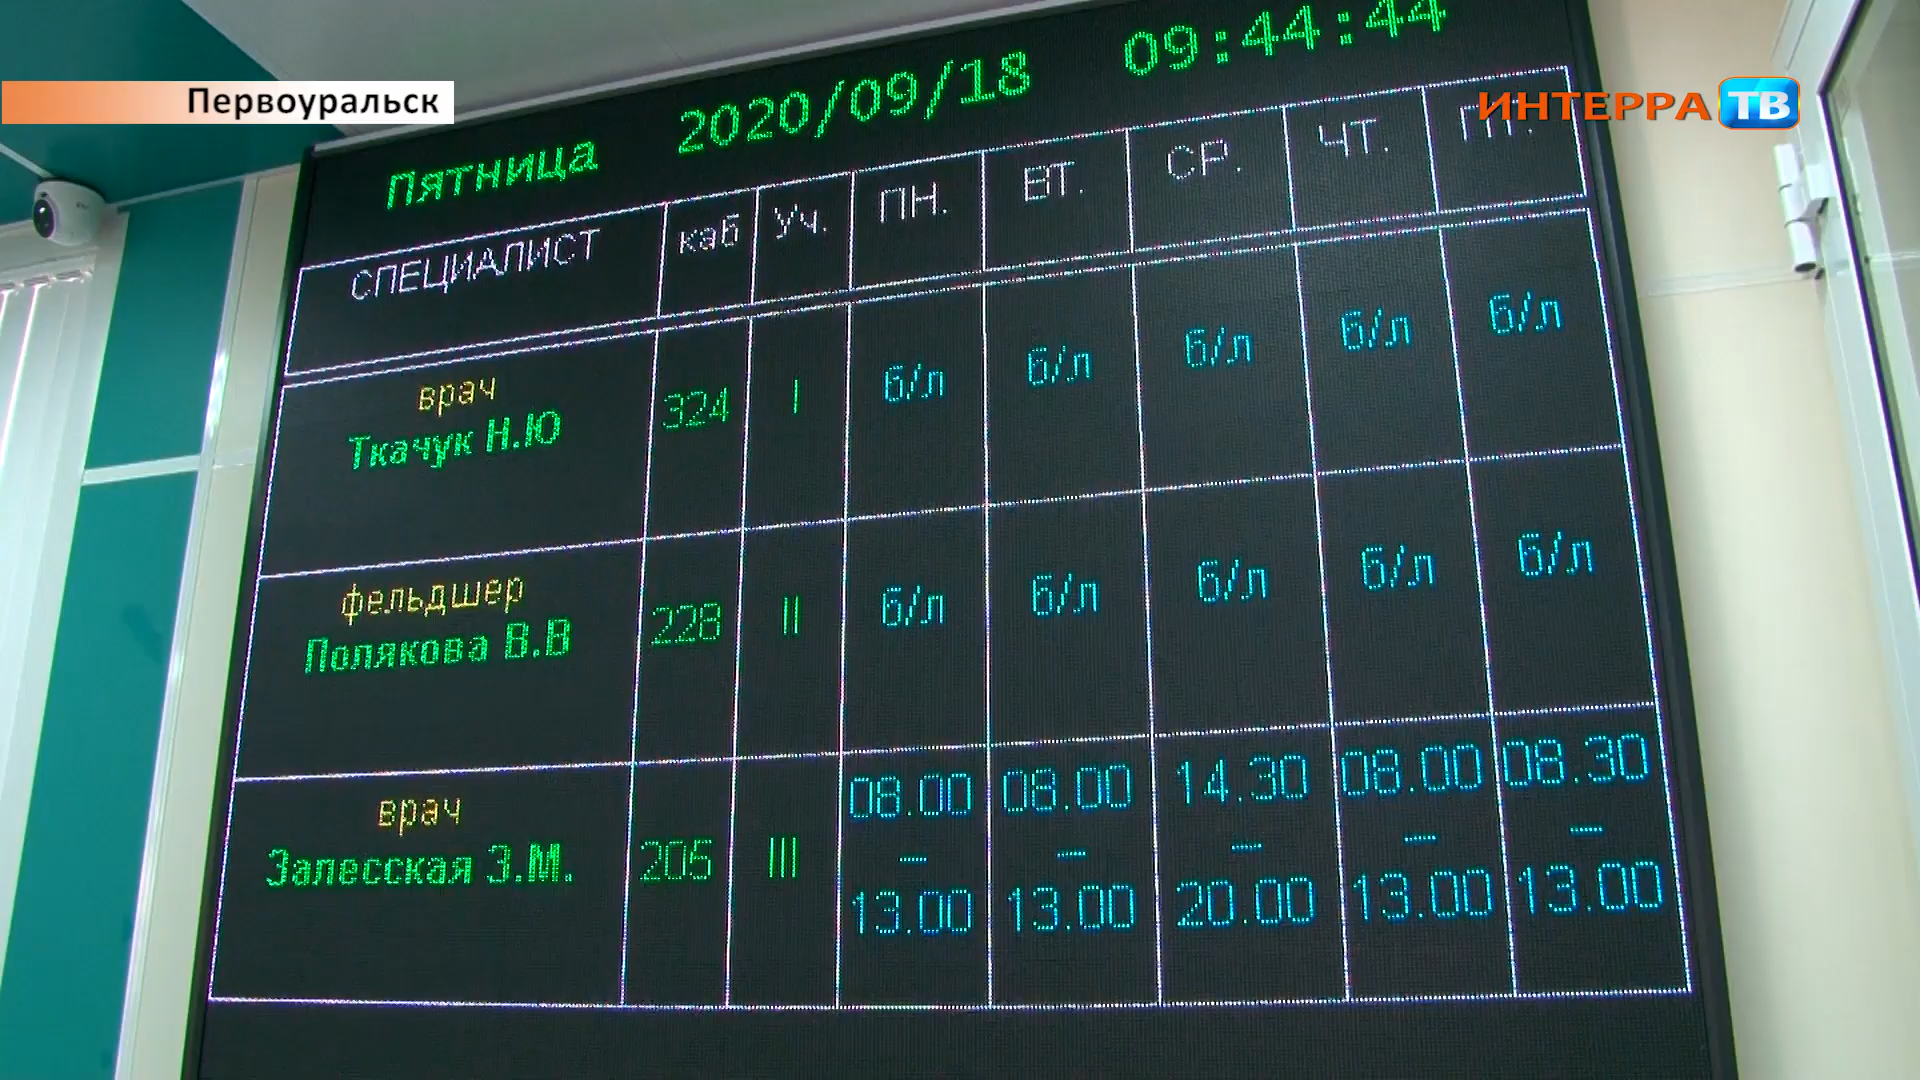 Первоуральск
ИНТЕРРА ТВ
Пятница 2020/09/18 09:44:44
СПЕЦИАЛИСТ каб Уч. ПН. ВТ. СР. ЧТ. ПТ.
врач
Ткачук Н.Ю 324 I б/л б/л б/л б/л б/л
фельдшер
Полякова В.В 228 II б/л б/л б/л б/л б/л
врач
Залесская З.М. 205 III
08.00 08.00 14.30 08.00 08.30
– – – – –
13.00 13.00 20.00 13.00 13.00